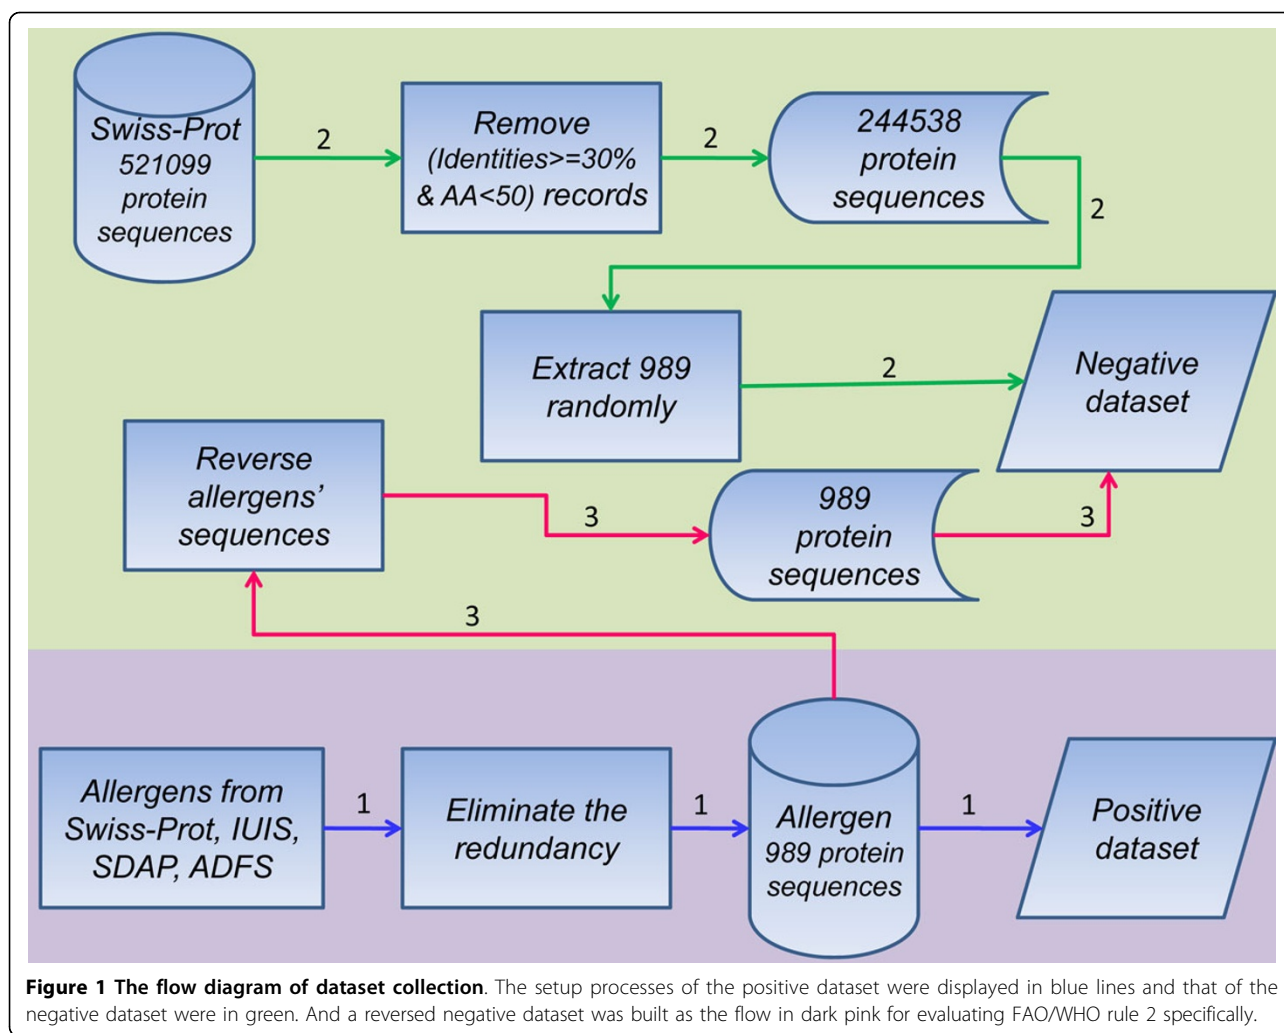 Swiss-Prot
521099
protein
sequences
2
Remove
(Identities>=30%
& AA<50) records
2
244538
protein
sequences
2
Extract 989
randomly
2
Negative
dataset
Reverse
allergens’
sequences
3
989
protein
sequences
3
3
Allergens from
Swiss-Prot, IUIS,
SDAP, ADFS
1
Eliminate the
redundancy
1
Allergen
989 protein
sequences
1
Positive
dataset
Figure 1 The flow diagram of dataset collection. The setup processes of the positive dataset were displayed in blue lines and that of the
negative dataset were in green. And a reversed negative dataset was built as the flow in dark pink for evaluating FAO/WHO rule 2 specifically.